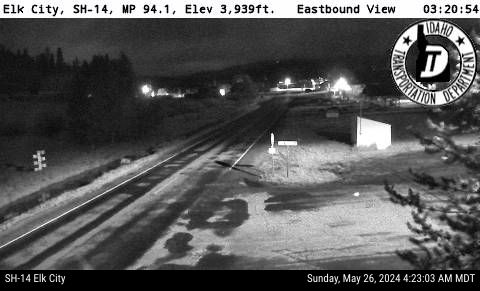 Elk City, SH-14, MP 94.1, Elev 3,939ft. Eastbound View 03:20:54
IDAHO
TRANSPORTATION DEPARTMENT
SH-14 Elk City Sunday, May 26, 2024 4:23:03 AM MDT